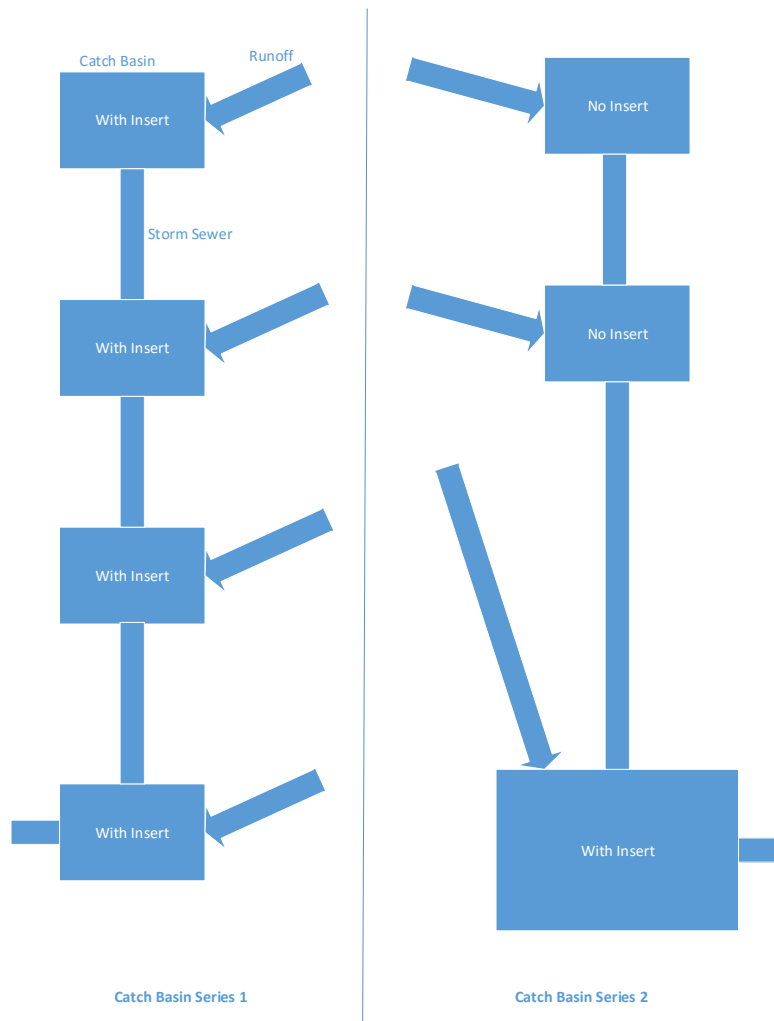 Catch Basin
Runoff
With Insert
Storm Sewer
With Insert
With Insert
With Insert
Catch Basin Series 1
No Insert
No Insert
With Insert
Catch Basin Series 2